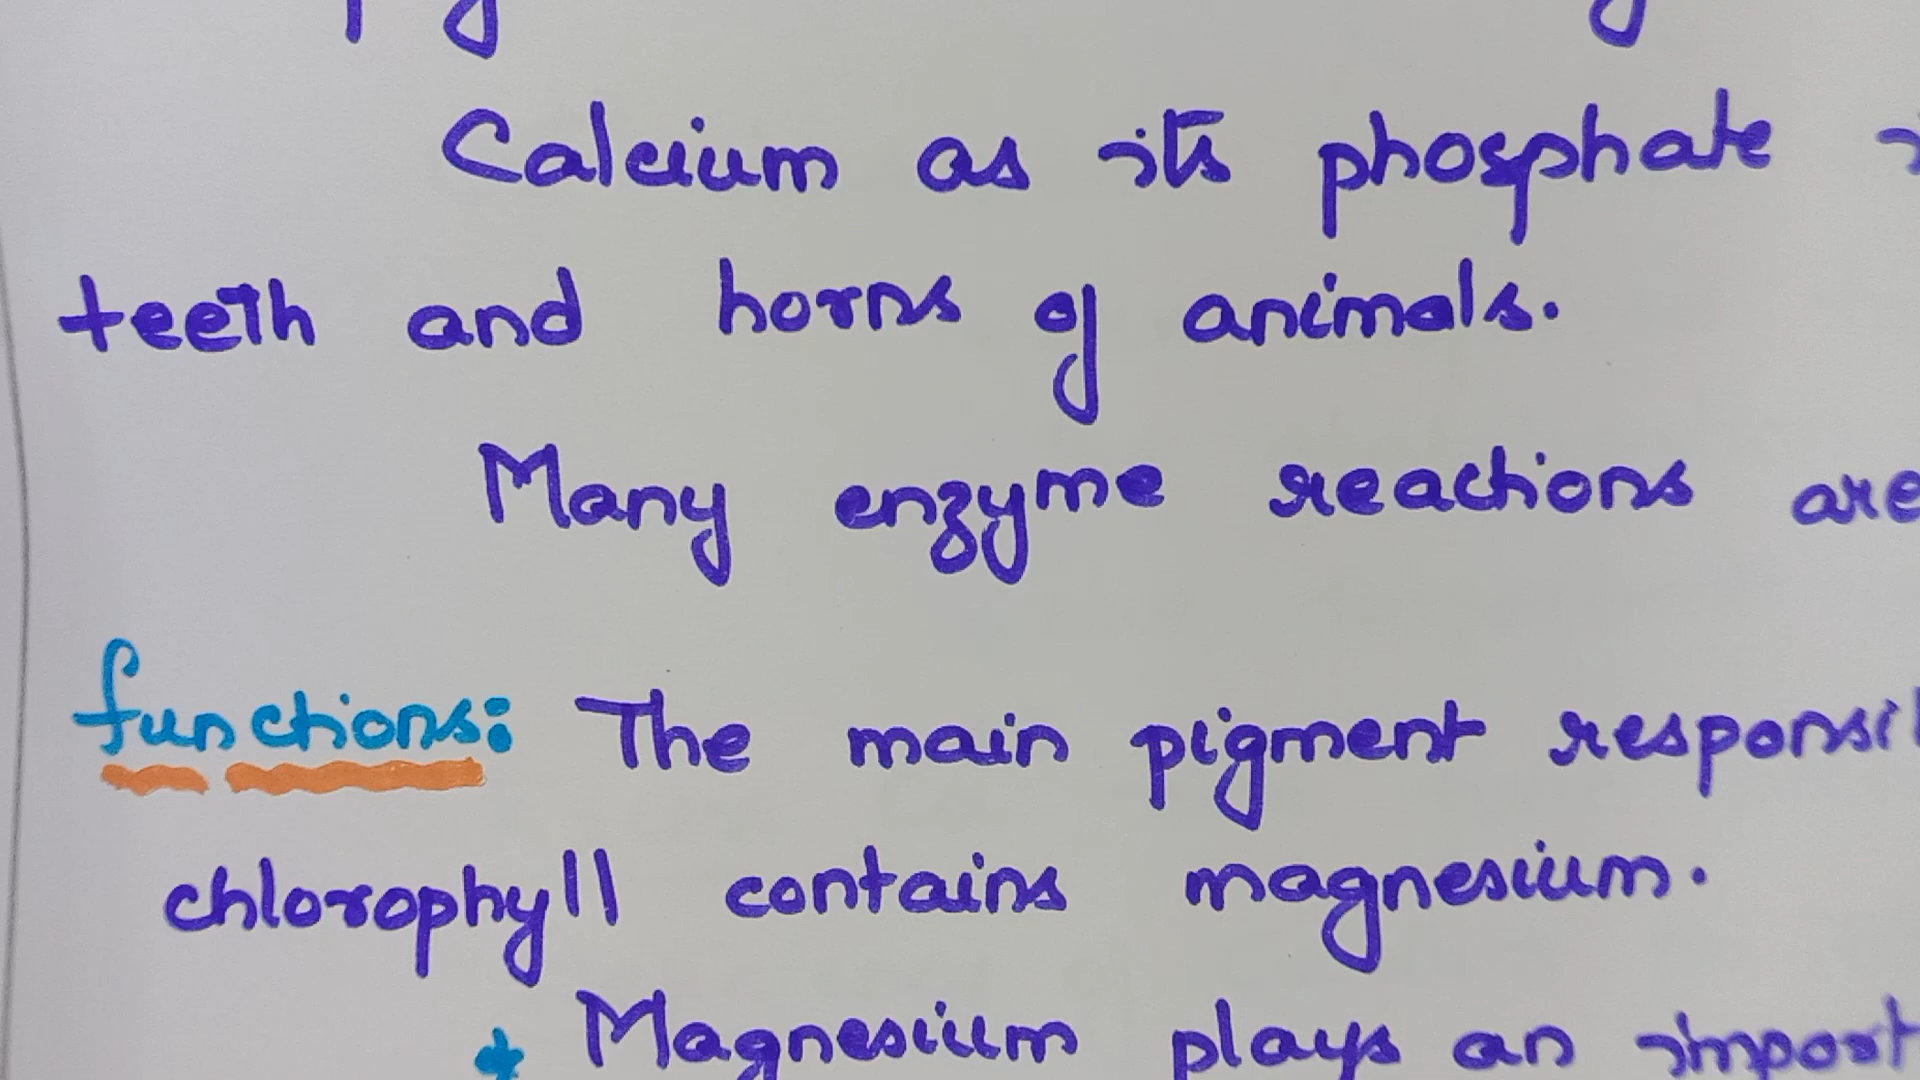 Calcium as its phosphate
teeth and horns of animals.
Many enzyme reactions are
functions: The main pigment
chlorophyll contains magnesium.
Magnesium plays an